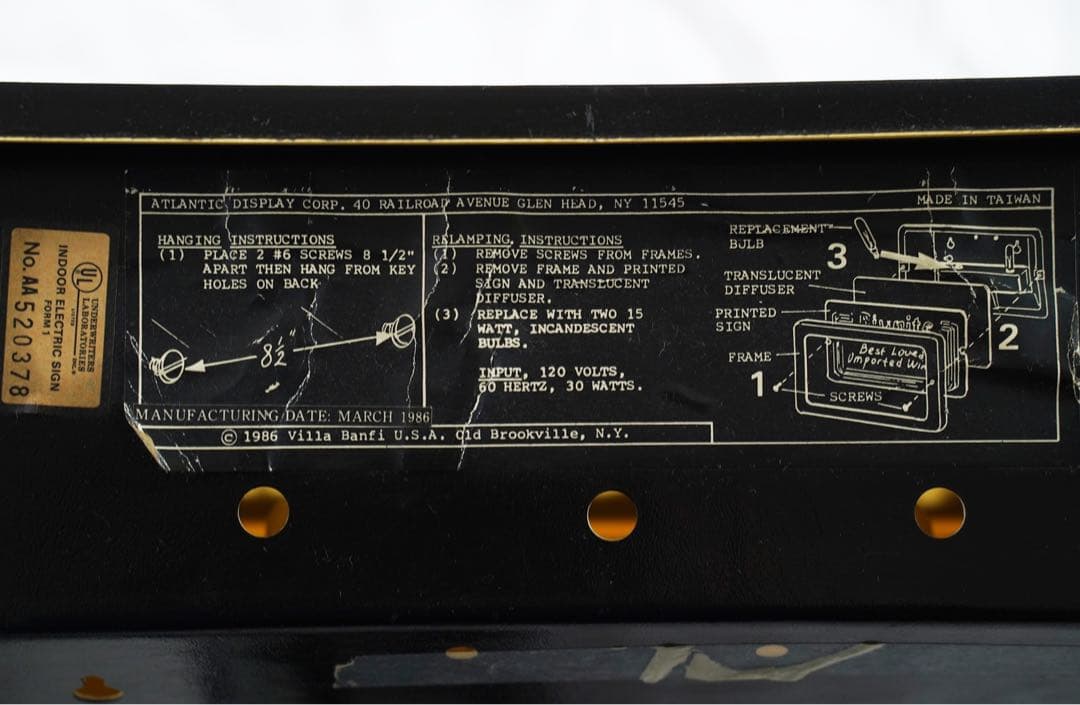 ATLANTIC DISPLAY CORP. 40 RAILROAD AVENUE GLEN HEAD, NY 11545
MADE IN TAIWAN
UL
UNDERWRITERS
LABORATORIES
INC.®
LISTED
INDOOR ELECTRIC SIGN
FORM 1
No. AA 520378
HANGING INSTRUCTIONS
(1) PLACE 2 #6 SCREWS 8 1/2"
APART THEN HANG FROM KEY
HOLES ON BACK
8½"
RELAMPING INSTRUCTIONS
(1) REMOVE SCREWS FROM FRAMES.
(2) REMOVE FRAME AND PRINTED
SIGN AND TRANSLUCENT
DIFFUSER.
(3) REPLACE WITH TWO 15
WATT, INCANDESCENT
BULBS.
INPUT, 120 VOLTS,
60 HERTZ, 30 WATTS.
REPLACEMENT
BULB
3
TRANSLUCENT
DIFFUSER
PRINTED
SIGN
2
FRAME
Best Loved
Imported Win
1
SCREWS
MANUFACTURING DATE: MARCH 1986
© 1986 Villa Banfi U.S.A. Old Brookville, N.Y.